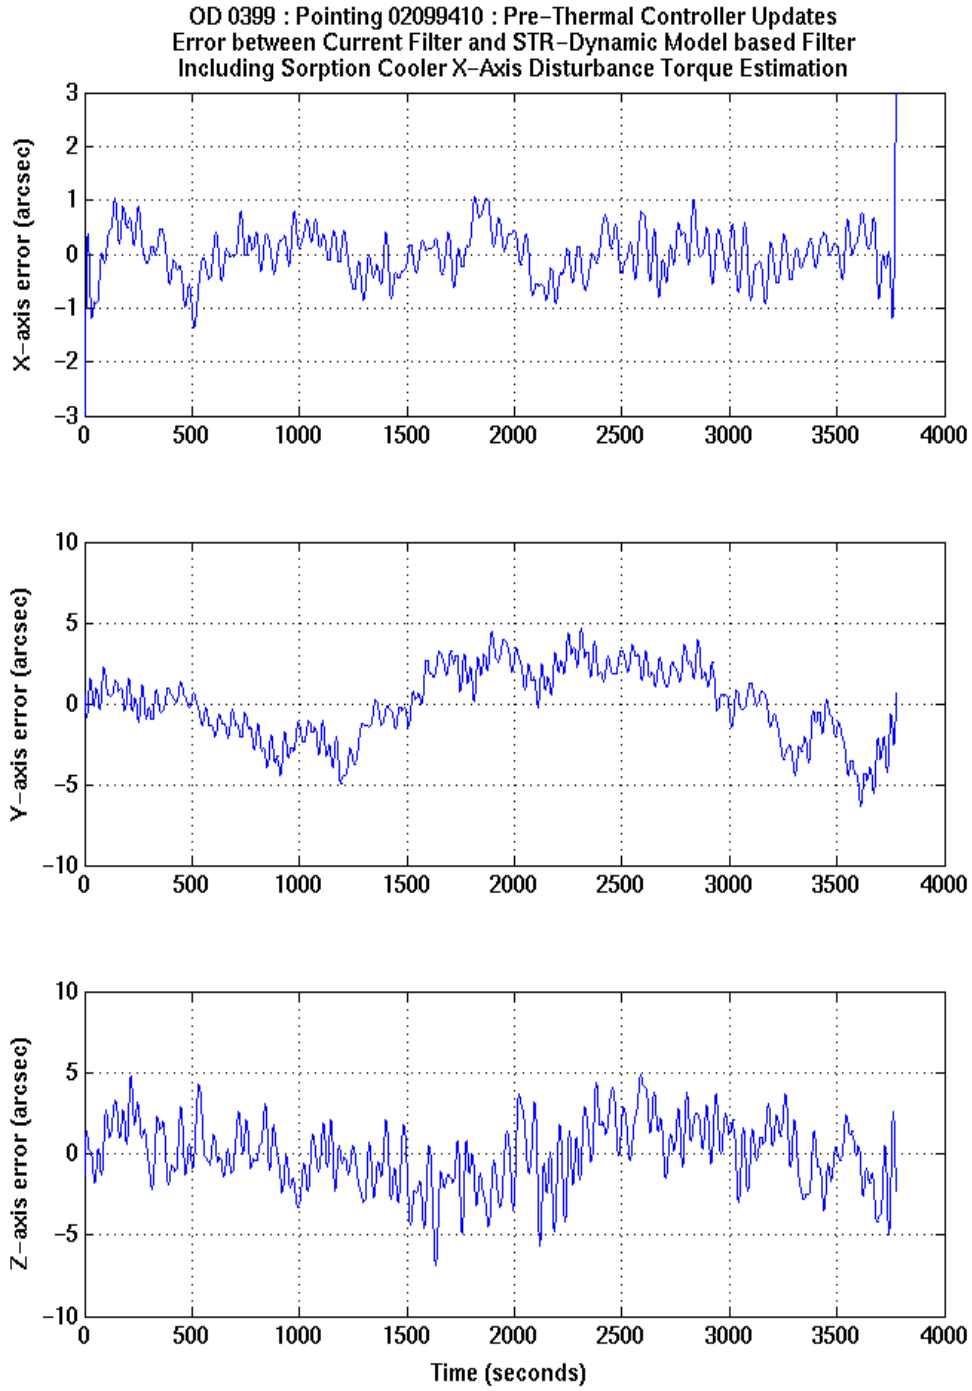 OD 0399 : Pointing 02099410 : Pre-Thermal Controller Updates
Error between Current Filter and STR-Dynamic Model based Filter
Including Sorption Cooler X-Axis Disturbance Torque Estimation
X-axis error (arcsec)
3
2
1
0
-1
-2
-3
0 500 1000 1500 2000 2500 3000 3500 4000
Y-axis error (arcsec)
10
5
0
-5
-10
0 500 1000 1500 2000 2500 3000 3500 4000
Z-axis error (arcsec)
10
5
0
-5
-10
0 500 1000 1500 2000 2500 3000 3500 4000
Time (seconds)